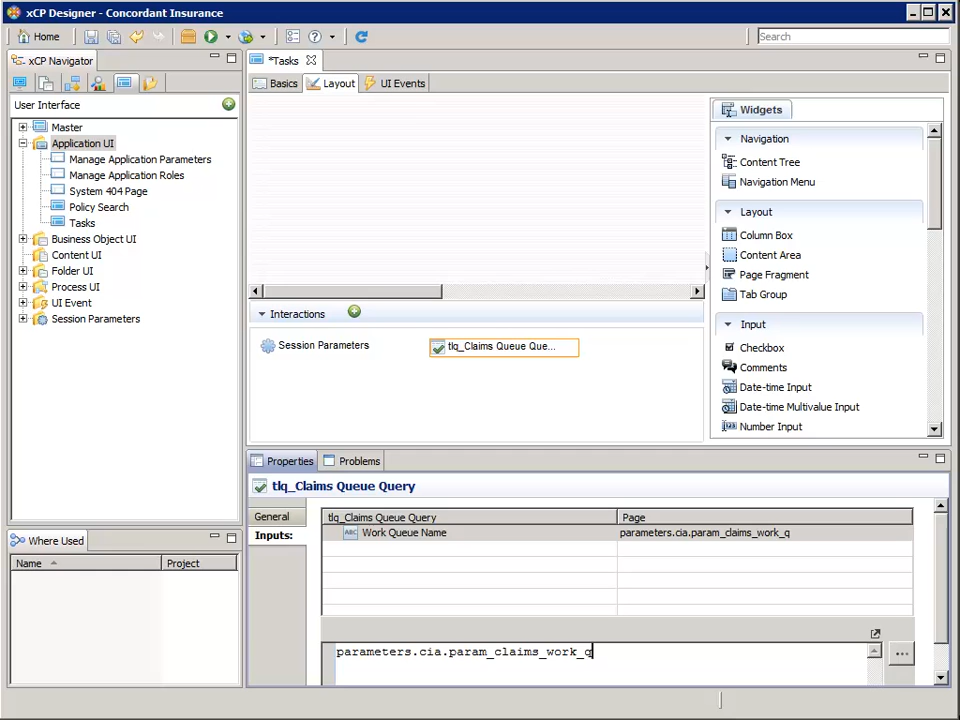 xCP Designer - Concordant Insurance
Home
Search
xCP Navigator
*Tasks
Basics
Layout
UI Events
User Interface
Master
Application UI
Manage Application Parameters
Manage Application Roles
System 404 Page
Policy Search
Tasks
Business Object UI
Content UI
Folder UI
Process UI
UI Event
Session Parameters
Widgets
Navigation
Content Tree
Navigation Menu
Layout
Column Box
Content Area
Page Fragment
Tab Group
Input
Checkbox
Comments
Date-time Input
Date-time Multivalue Input
Number Input
Interactions
Session Parameters
tlq_Claims Queue Que...
Properties
Problems
tlq_Claims Queue Query
General
Inputs:
tlq_Claims Queue Query
Page
ABC
Work Queue Name
parameters.cia.param_claims_work_q
parameters.cia.param_claims_work_q
...
Where Used
Name
Project